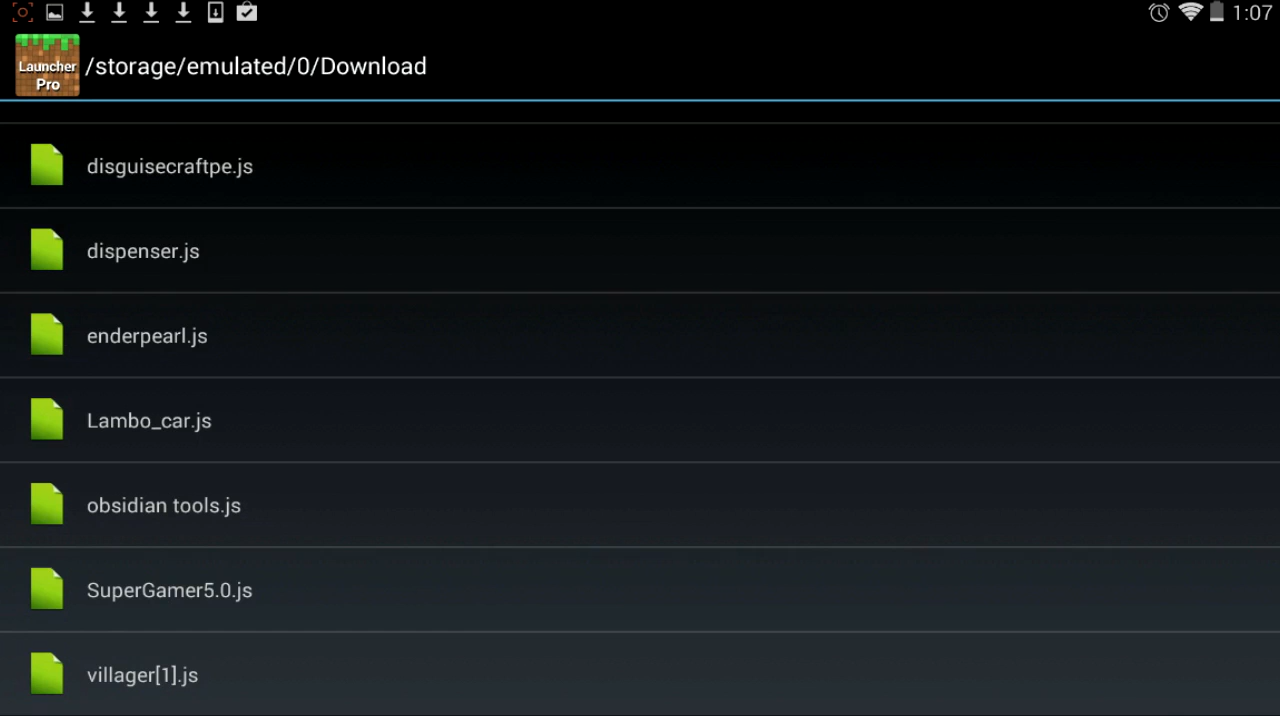 1:07
Launcher
Pro
/storage/emulated/0/Download
disguisecraftpe.js
dispenser.js
enderpearl.js
Lambo_car.js
obsidian tools.js
SuperGamer5.0.js
villager[1].js